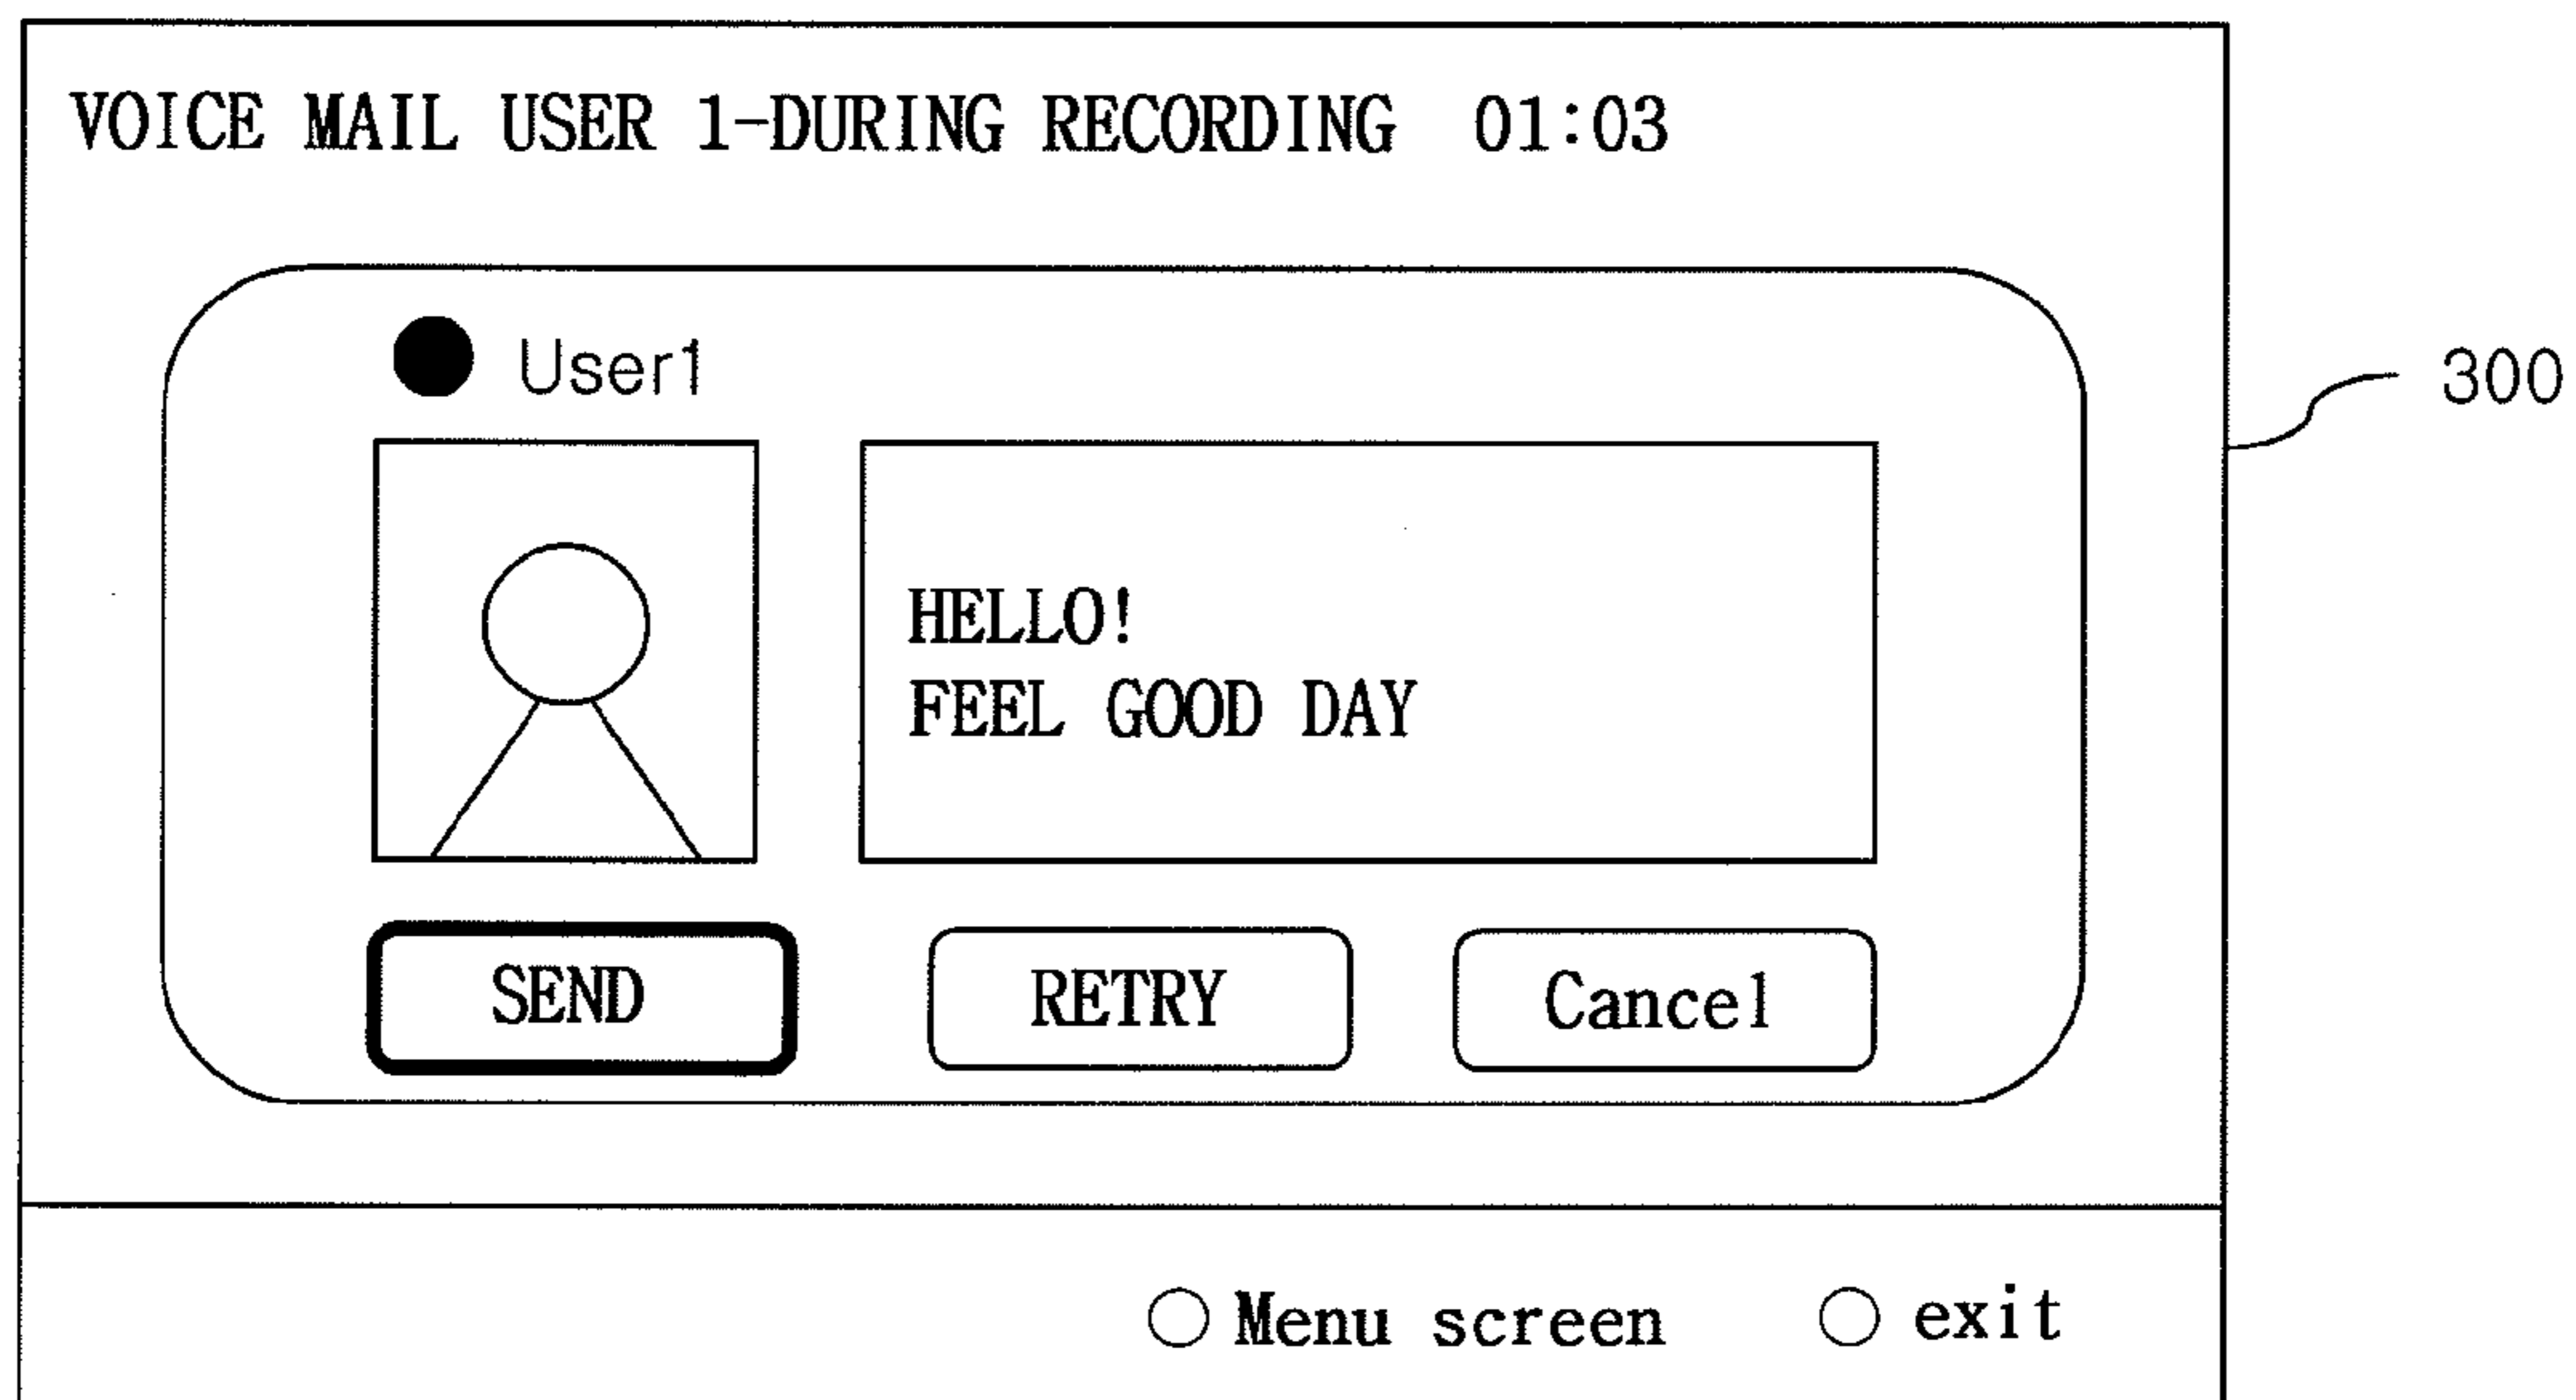 VOICE MAIL USER 1-DURING RECORDING 01:03
User1
300
HELLO!
FEEL GOOD DAY
SEND RETRY Cancel
Menu screen exit